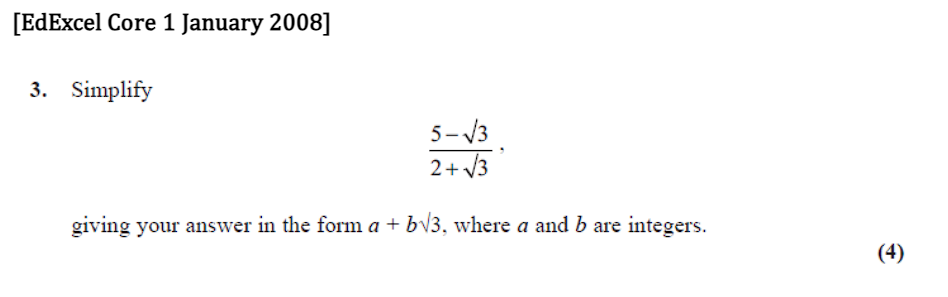 [EdExcel Core 1 January 2008]
3. Simplify
5 – √3
2 + √3 ,
giving your answer in the form a + b√3, where a and b are integers.
(4)